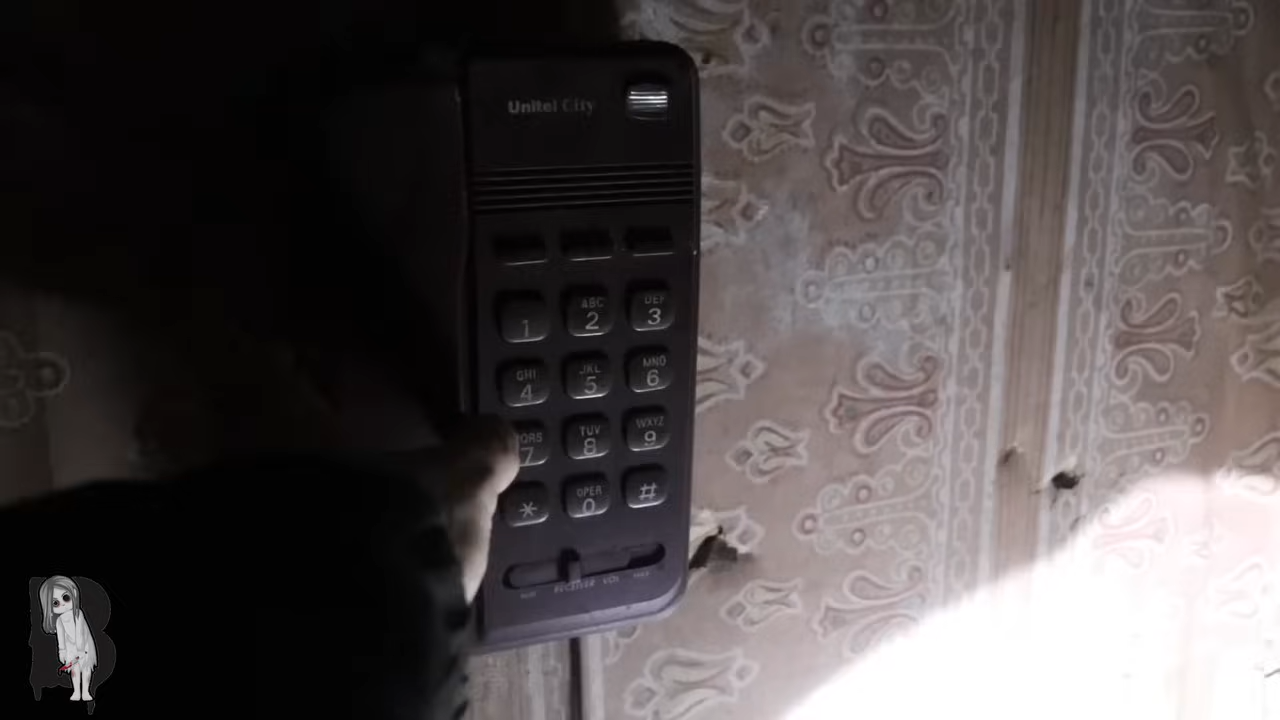 Unitel City
1
ABC
2
DEF
3
GHI
4
JKL
5
MNO
6
PQRS
7
TUV
8
WXYZ
9
*
OPER
0
#
RECEIVER VOL